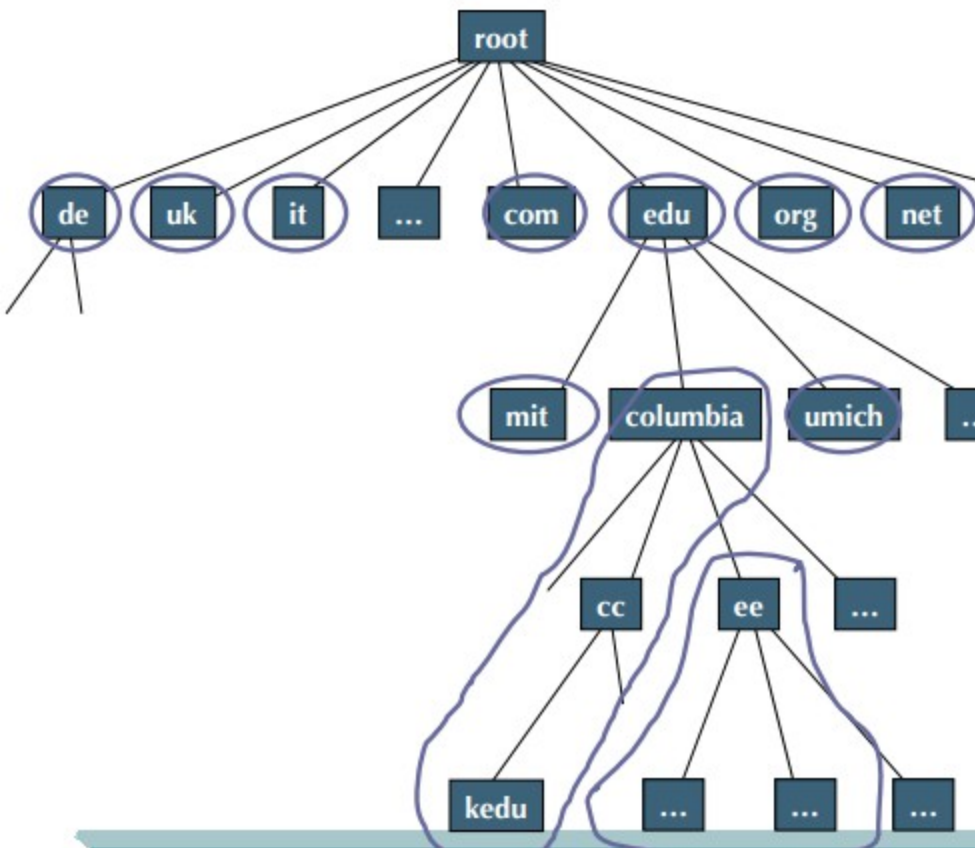 root
de uk it ... com edu org net
mit columbia umich ...
cc ee ...
kedu ... ... ...